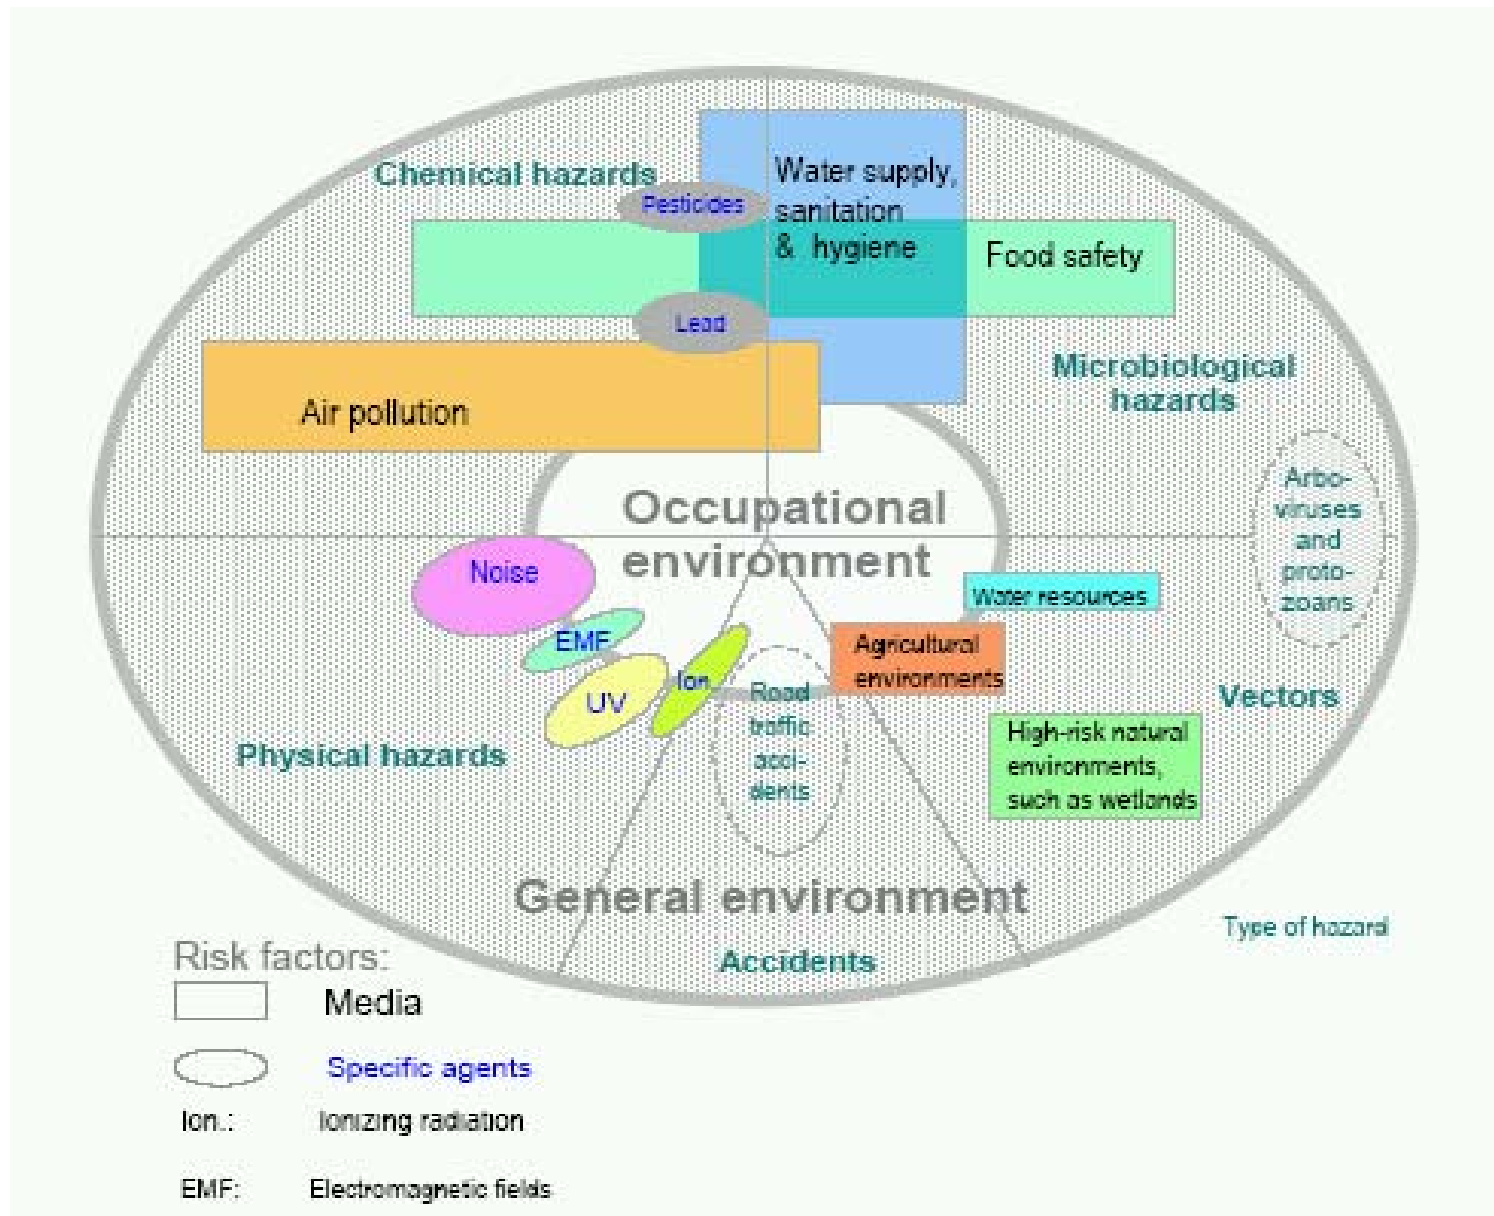 Chemical hazards
Pesticides
Water supply,
sanitation
& hygiene
Food safety
Lead
Air pollution
Microbiological
hazards
Occupational
environment
Arbo-
viruses
and
proto-
zoans
Noise
EMF
UV
Ion
Road
traffic
acci-
dents
Water resources
Agricultural
environments
Vectors
High-risk natural
environments,
such as wetlands
Physical hazards
General environment
Accidents
Type of hazard
Risk factors:
Media
Specific agents
Ion.: Ionizing radiation
EMF: Electromagnetic fields